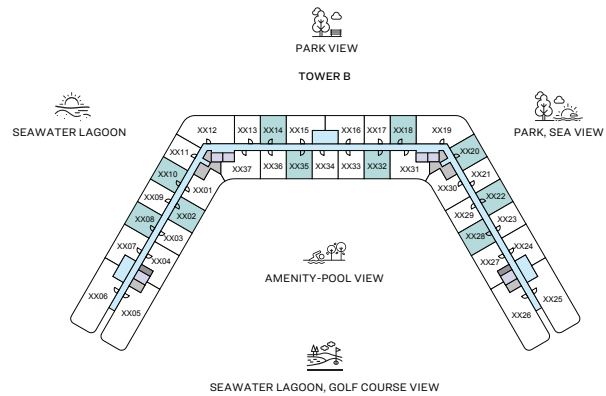 PARK VIEW
TOWER B
SEAWATER LAGOON
PARK, SEA VIEW
XX12 XX13 XX14 XX15 XX16 XX17 XX18 XX19
XX11 XX20
XX37 XX36 XX35 XX34 XX33 XX32 XX31
XX10 XX01 XX30 XX21
XX09 XX02 XX29 XX22
XX08 XX03 XX28 XX23
XX07 XX04 XX27 XX24
XX06 XX05 XX26 XX25
AMENITY-POOL VIEW
SEAWATER LAGOON, GOLF COURSE VIEW